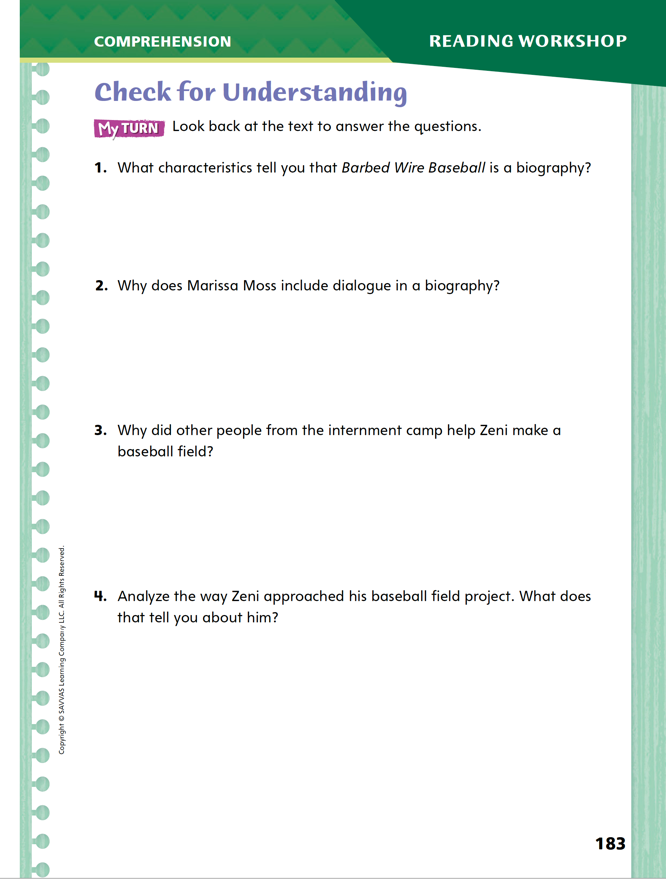 COMPREHENSION
READING WORKSHOP
Check for Understanding
My TURN Look back at the text to answer the questions.
1. What characteristics tell you that Barbed Wire Baseball is a biography?
2. Why does Marissa Moss include dialogue in a biography?
3. Why did other people from the internment camp help Zeni make a
baseball field?
4. Analyze the way Zeni approached his baseball field project. What does
that tell you about him?
Copyright © SAVVAS Learning Company LLC. All Rights Reserved.
183